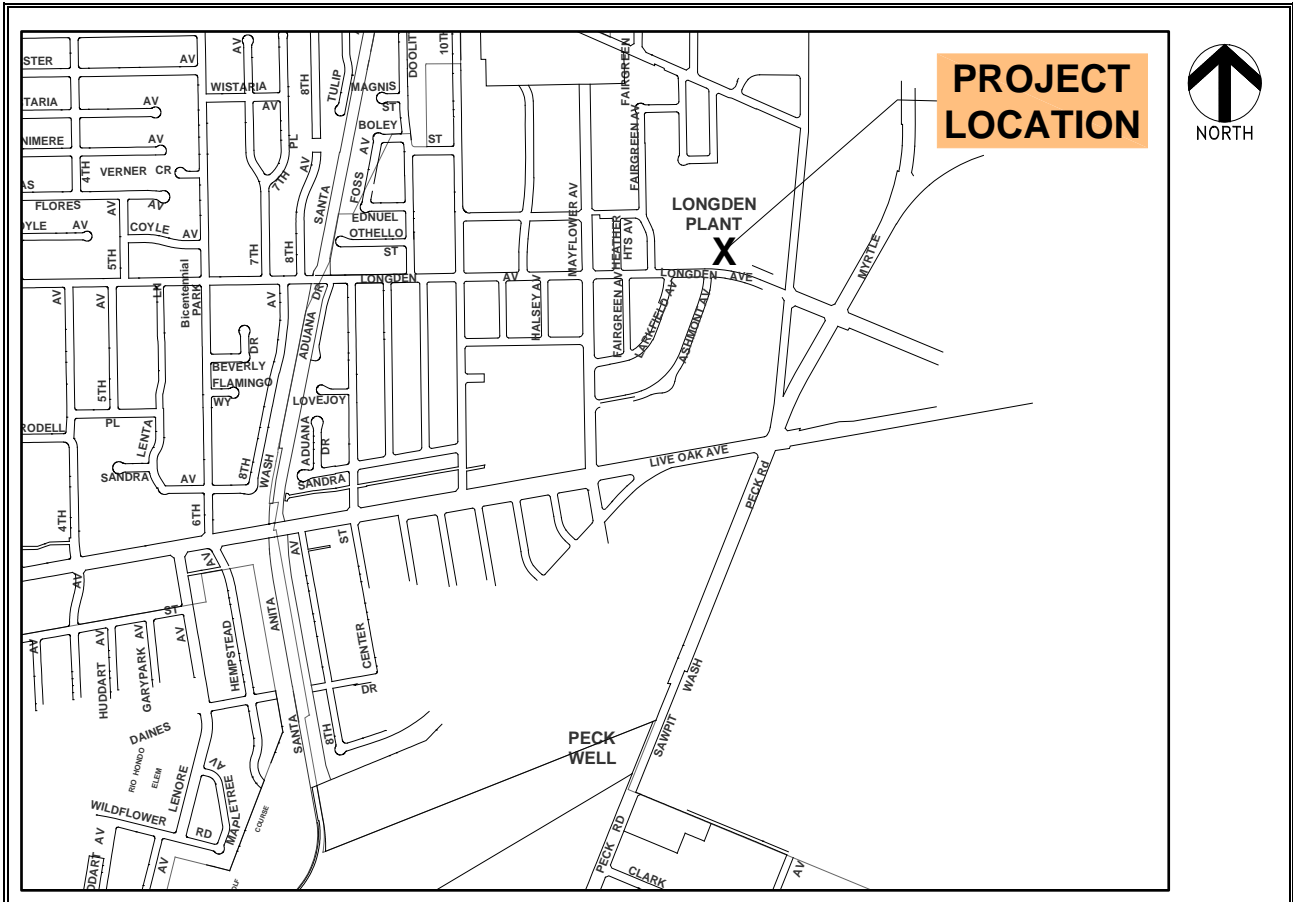 PROJECT
LOCATION
NORTH
STER
AV
AV
WISTARIA
AV
8TH
TULIP
MAGNIS
ST
DOOLIT
10TH
FAIRGREEN
TARIA
AV
NIMERE
AV
BOLEY
AV
ST
PL
4TH
VERNER
CR
7TH
AV
SANTA
FOSS
FAIRGREEN AV
AS
FLORES
AV
AV
OYLE
AV
COYLE
AV
5TH
7TH
8TH
EDNUEL
OTHELLO
ST
MAYFLOWER AV
HEATHER
HTS AV
LONGDEN
PLANT
X
MYRTLE
LONGDEN
AV
LONGDEN
AVE
AV
AV
LN
Bicentennial
PARK
AV
ADUANA
DR
HALSEY AV
FAIRGREEN AV
LARKFIELD AV
ASHMONT AV
5TH
DR
BEVERLY
FLAMINGO
WY
LOVEJOY
RODELL
PL
LENTA
ADUANA
DR
SANDRA
AV
8TH
WASH
SANDRA
LIVE OAK AVE
PECK Rd
4TH
6TH
AV
AV
AV
ST
ST
ANITA
HEMPSTEAD
CENTER
DR
AV
HUDDART
AV
GARYPARK
AV
AV
SANTA
8TH
WASH
SAWPIT
PECK
WELL
DAINES
RIO HONDO
ELEM
LENORE
AV
WILDFLOWER
RD
MAPLETREE
COURSE
AV
DDART
AV
OLF
PECK RD
CLARK
AV